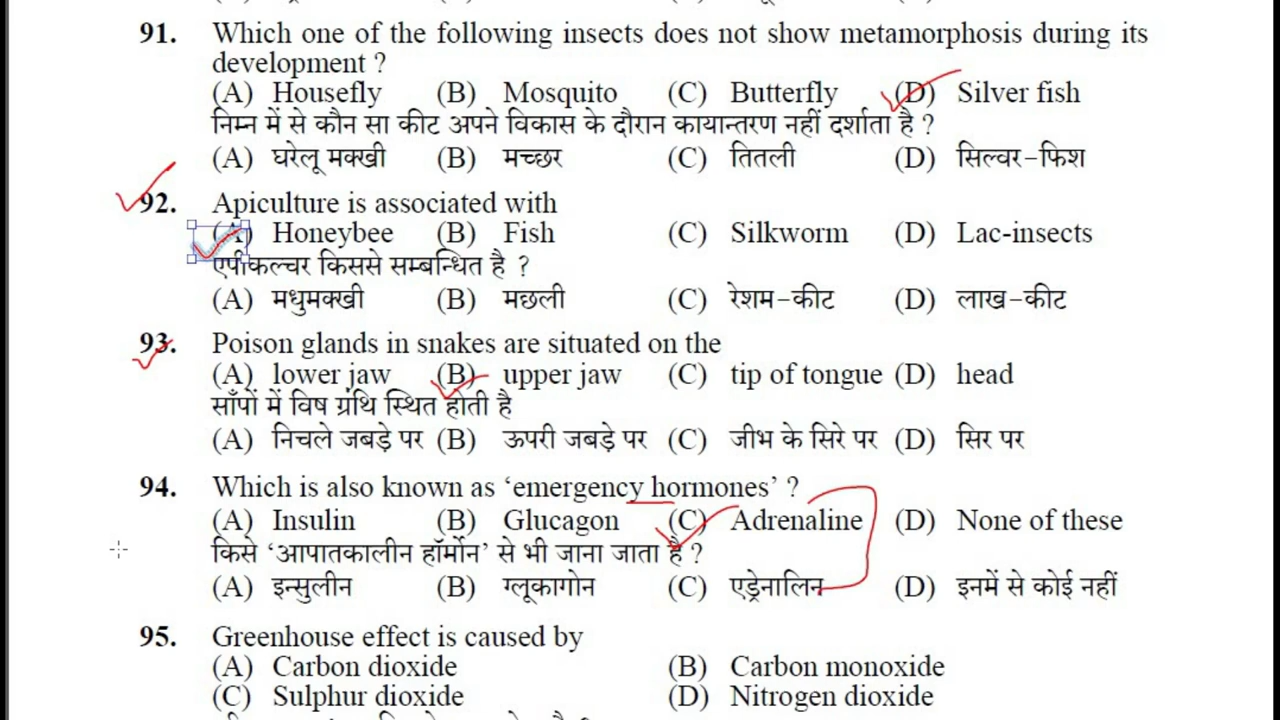 91. Which one of the following insects does not show metamorphosis during its
development ?
(A) Housefly (B) Mosquito (C) Butterfly (D) Silver fish
निम्न में से कौन सा कीट अपने विकास के दौरान कायान्तरण नहीं दर्शाता है ?
(A) घरेलू मक्खी (B) मच्छर (C) तितली (D) सिल्वर-फिश
92. Apiculture is associated with
(A) Honeybee (B) Fish (C) Silkworm (D) Lac-insects
एपीकल्चर किससे सम्बन्धित है ?
(A) मधुमक्खी (B) मछली (C) रेशम-कीट (D) लाख-कीट
93. Poison glands in snakes are situated on the
(A) lower jaw (B) upper jaw (C) tip of tongue (D) head
साँपों में विष ग्रंथि स्थित होती है
(A) निचले जबड़े पर (B) ऊपरी जबड़े पर (C) जीभ के सिरे पर (D) सिर पर
94. Which is also known as ‘emergency hormones’ ?
(A) Insulin (B) Glucagon (C) Adrenaline (D) None of these
किसे ‘आपातकालीन हॉर्मोन’ से भी जाना जाता है ?
(A) इन्सुलीन (B) ग्लूकागोन (C) एड्रेनालिन (D) इनमें से कोई नहीं
95. Greenhouse effect is caused by
(A) Carbon dioxide (B) Carbon monoxide
(C) Sulphur dioxide (D) Nitrogen dioxide